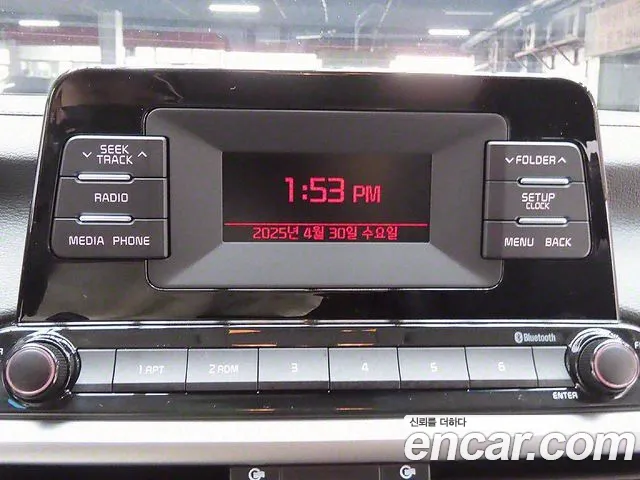 SEEK
TRACK
RADIO
MEDIA PHONE
1:53 PM
2025년 4월 30일 수요일
FOLDER
SETUP
CLOCK
MENU BACK
Bluetooth
1 APT
2 RDM
3
4
5
6
ENTER
신뢰를 더하다
encar.com